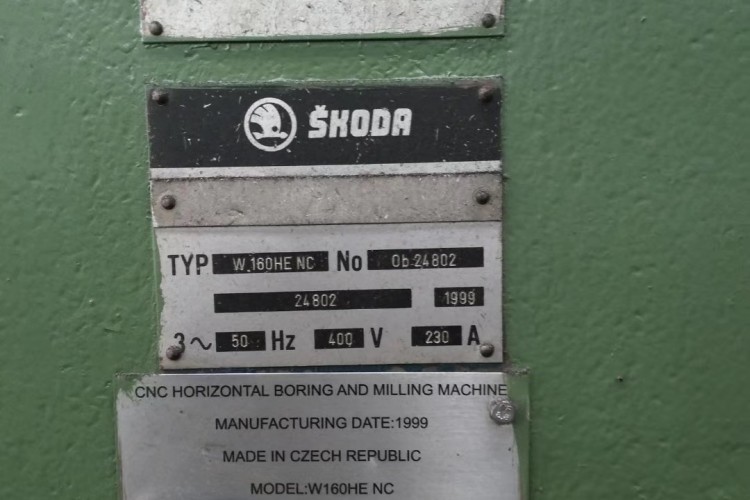 ŠKODA
TYP W.160HE NC No Ob.24802
24802 1999
3~ 50 Hz 400 V 230 A
CNC HORIZONTAL BORING AND MILLING MACHINE
MANUFACTURING DATE:1999
MADE IN CZECH REPUBLIC
MODEL:W160HE NC